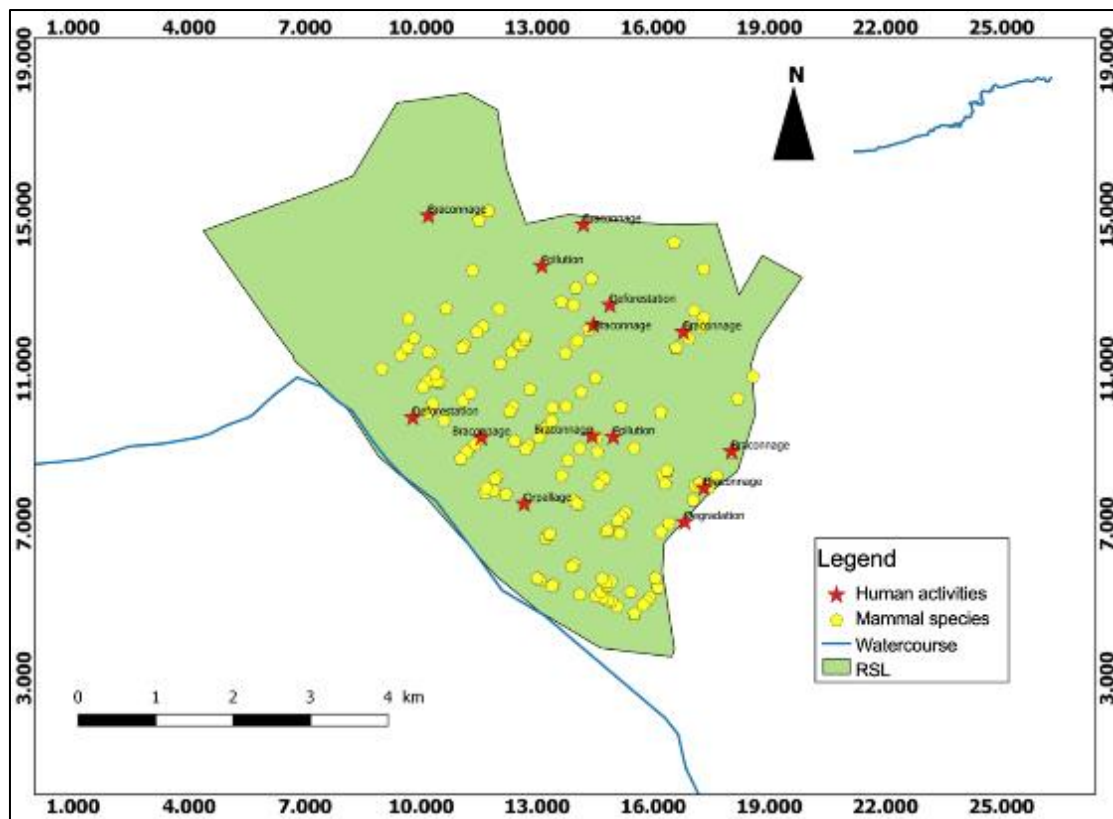 1.000 4.000 7.000 10.000 13.000 16.000 19.000 22.000 25.000
19.000
15.000
11.000
7.000
3.000
19.000
15.000
11.000
7.000
3.000
N
Braconnage
Braconnage
Pollution
Deforestation
Braconnage
Braconnage
Deforestation
Braconnage
Braconnage
Pollution
Braconnage
Braconnage
Orpaillage
Degradation
Legend
Human activities
Mammal species
Watercourse
RSL
0 1 2 3 4 km
1.000 4.000 7.000 10.000 13.000 16.000 19.000 22.000 25.000